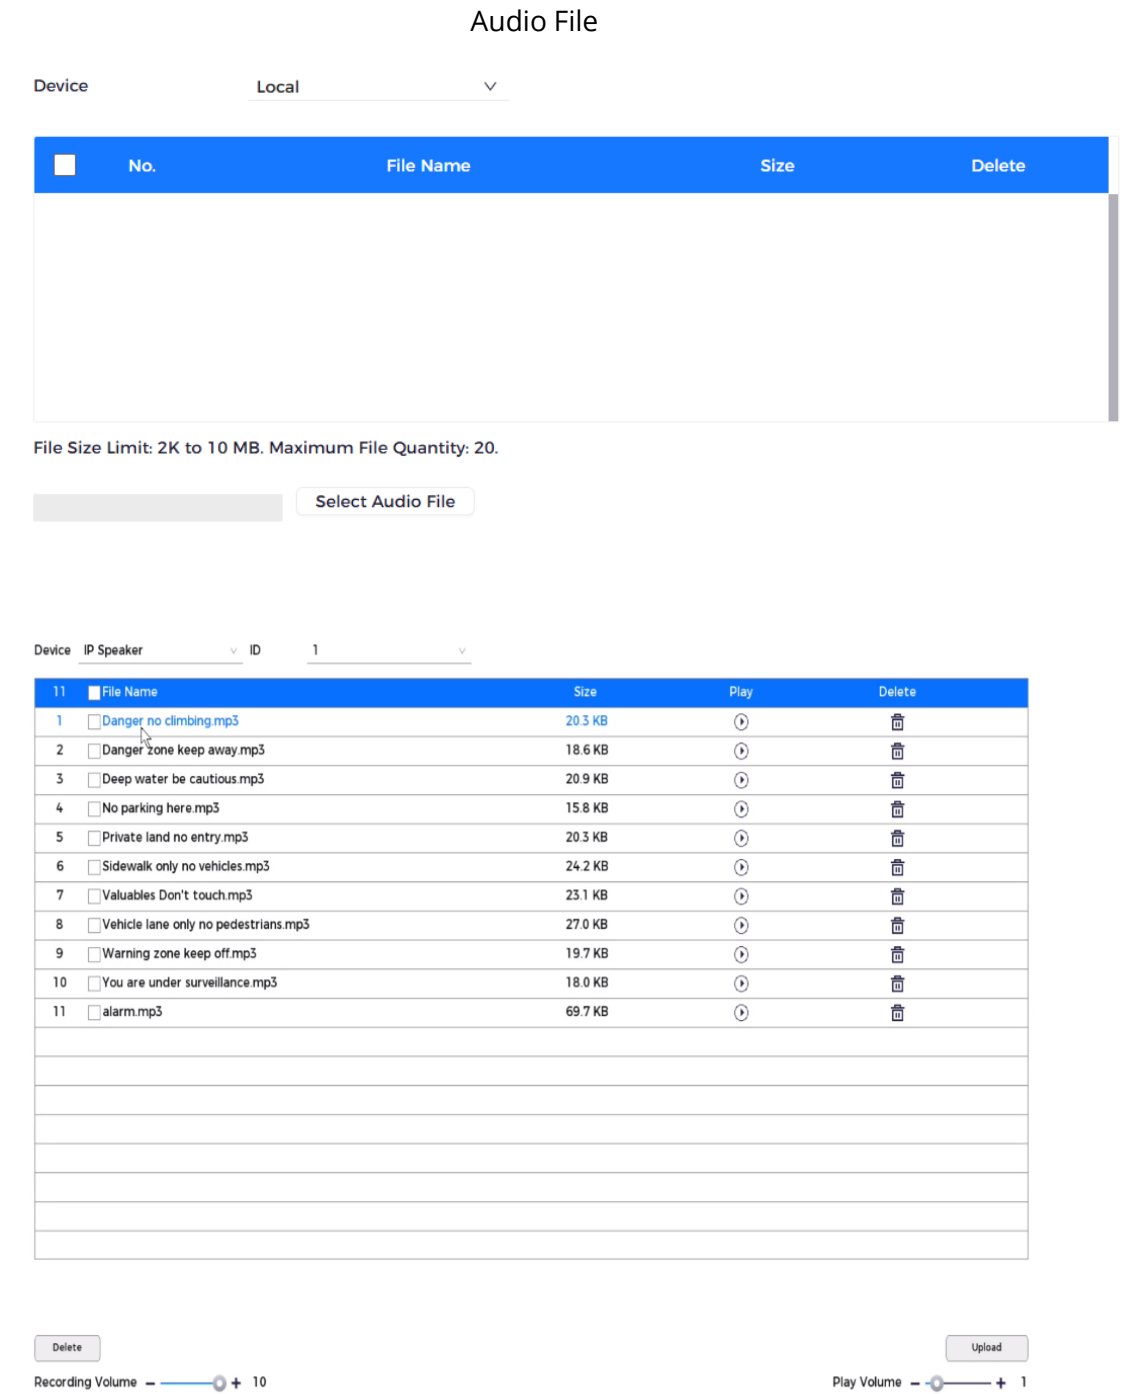 Audio File
Device Local
No. File Name Size Delete
File Size Limit: 2K to 10 MB. Maximum File Quantity: 20.
Select Audio File
Device IP Speaker ID 1
11 File Name Size Play Delete
1 Danger no climbing.mp3 20.3 KB
2 Danger zone keep away.mp3 18.6 KB
3 Deep water be cautious.mp3 20.9 KB
4 No parking here.mp3 15.8 KB
5 Private land no entry.mp3 20.3 KB
6 Sidewalk only no vehicles.mp3 24.2 KB
7 Valuables Don't touch.mp3 23.1 KB
8 Vehicle lane only no pedestrians.mp3 27.0 KB
9 Warning zone keep off.mp3 19.7 KB
10 You are under surveillance.mp3 18.0 KB
11 alarm.mp3 69.7 KB
Delete Upload
Recording Volume − + 10 Play Volume − + 1